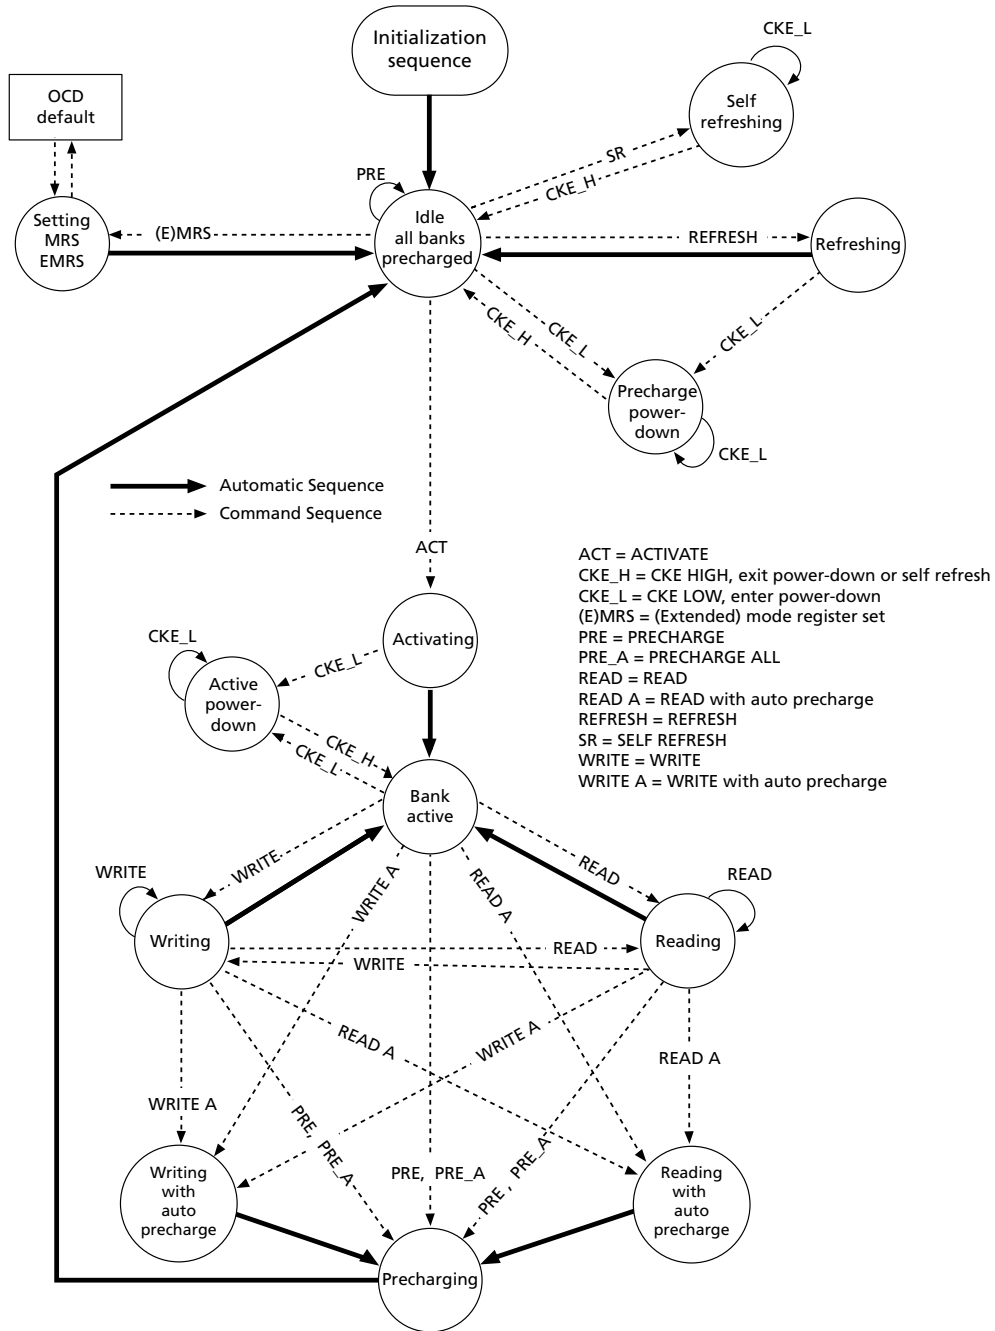 Initialization
sequence
CKE_L
OCD
default
Self
refreshing
SR
CKE_H
PRE
Setting
MRS
EMRS
(E)MRS
Idle
all banks
precharged
REFRESH
Refreshing
CKE_H
CKE_L
CKE_L
Precharge
power-
down
CKE_L
Automatic Sequence
Command Sequence
ACT
ACT = ACTIVATE
CKE_H = CKE HIGH, exit power-down or self refresh
CKE_L = CKE LOW, enter power-down
(E)MRS = (Extended) mode register set
PRE = PRECHARGE
PRE_A = PRECHARGE ALL
READ = READ
READ A = READ with auto precharge
REFRESH = REFRESH
SR = SELF REFRESH
WRITE = WRITE
WRITE A = WRITE with auto precharge
Activating
CKE_L
CKE_L
Active
power-
down
CKE_H
CKE_L
Bank
active
WRITE
READ
WRITE
READ
WRITE A
READ A
Writing
READ
WRITE
Reading
READ A
WRITE A
READ A
WRITE A
PRE, PRE_A
PRE, PRE_A
PRE , PRE_A
Writing
with
auto
precharge
Reading
with
auto
precharge
Precharging